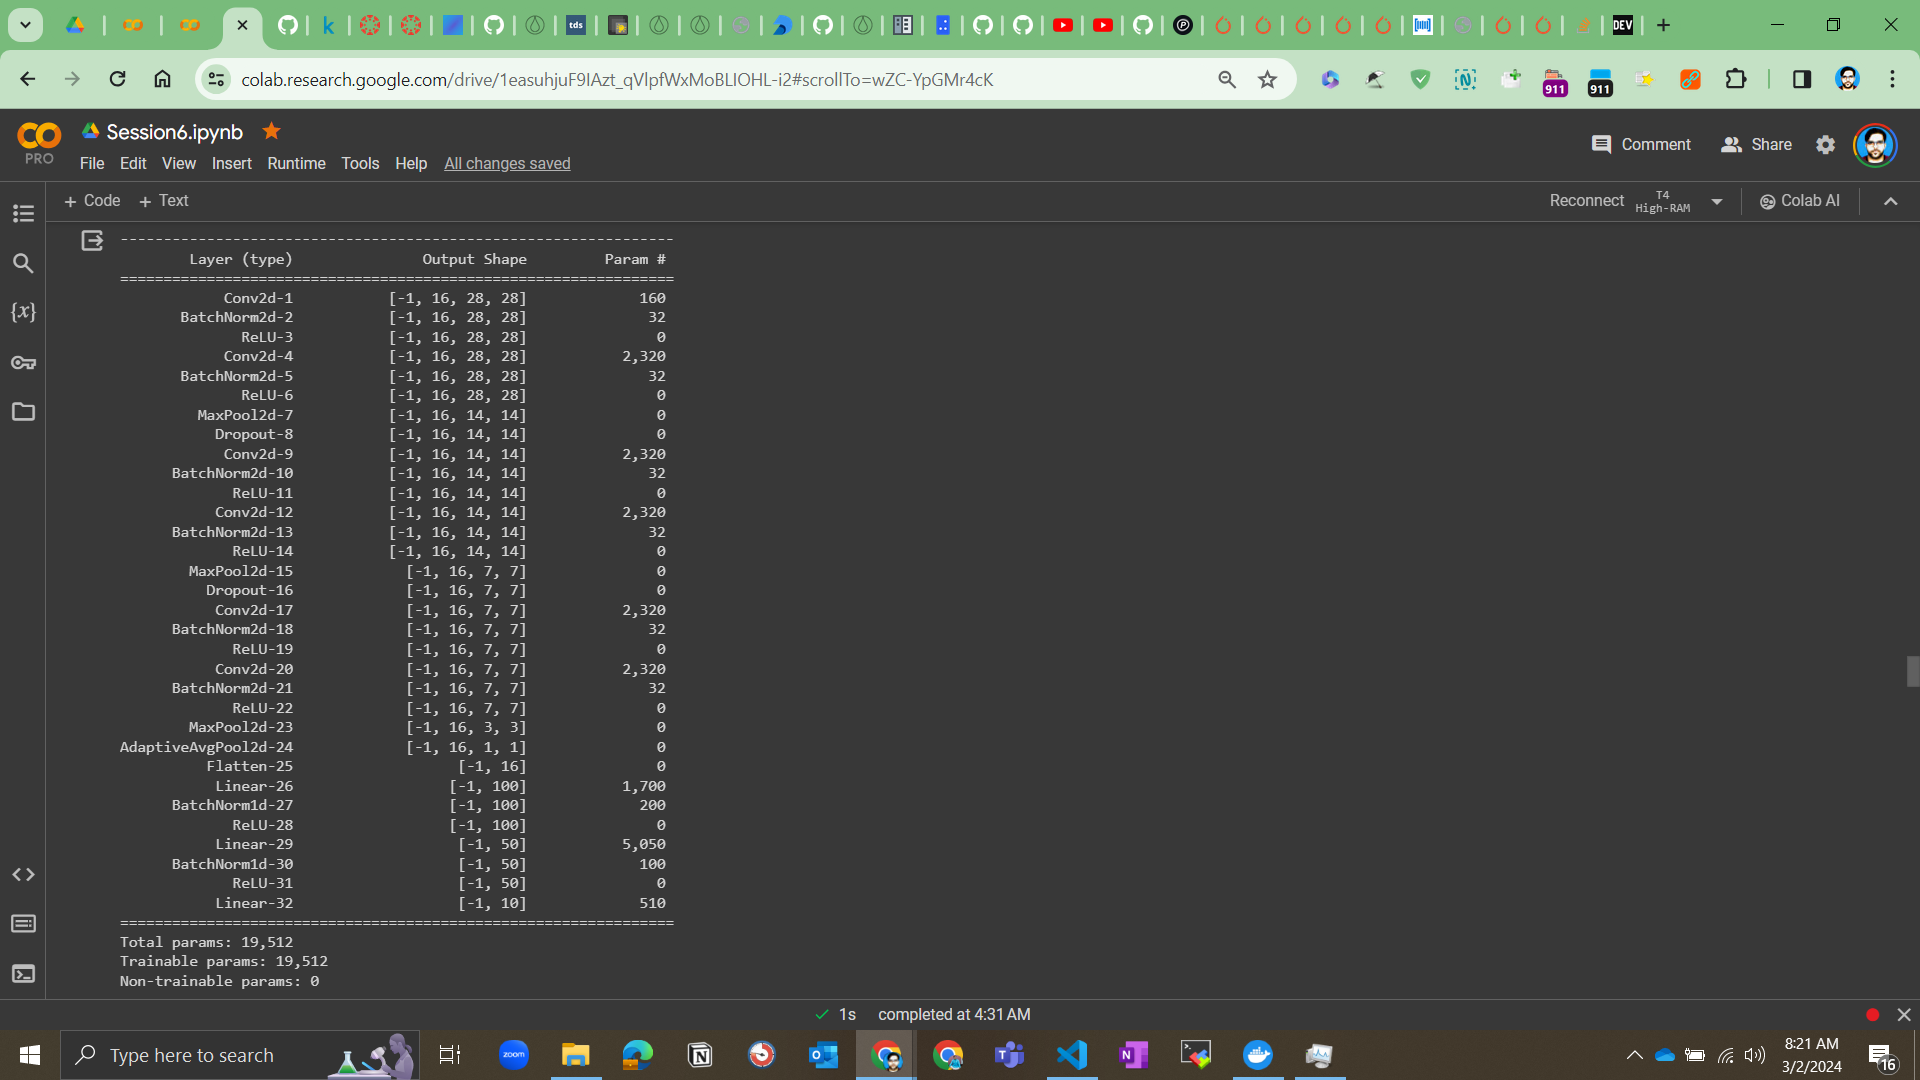 colab.research.google.com/drive/1easuhjuF9IAzt_qVlpfWxMoBLlOHL-i2#scrollTo=wZC-YpGMr4cK
911
911
tds
DEV
PRO
Session6.ipynb
File Edit View Insert Runtime Tools Help All changes saved
Comment
Share
+ Code + Text
Reconnect
T4
High-RAM
Colab AI
----------------------------------------------------------------
Layer (type) Output Shape Param #
================================================================
Conv2d-1 [-1, 16, 28, 28] 160
BatchNorm2d-2 [-1, 16, 28, 28] 32
ReLU-3 [-1, 16, 28, 28] 0
Conv2d-4 [-1, 16, 28, 28] 2,320
BatchNorm2d-5 [-1, 16, 28, 28] 32
ReLU-6 [-1, 16, 28, 28] 0
MaxPool2d-7 [-1, 16, 14, 14] 0
Dropout-8 [-1, 16, 14, 14] 0
Conv2d-9 [-1, 16, 14, 14] 2,320
BatchNorm2d-10 [-1, 16, 14, 14] 32
ReLU-11 [-1, 16, 14, 14] 0
Conv2d-12 [-1, 16, 14, 14] 2,320
BatchNorm2d-13 [-1, 16, 14, 14] 32
ReLU-14 [-1, 16, 14, 14] 0
MaxPool2d-15 [-1, 16, 7, 7] 0
Dropout-16 [-1, 16, 7, 7] 0
Conv2d-17 [-1, 16, 7, 7] 2,320
BatchNorm2d-18 [-1, 16, 7, 7] 32
ReLU-19 [-1, 16, 7, 7] 0
Conv2d-20 [-1, 16, 7, 7] 2,320
BatchNorm2d-21 [-1, 16, 7, 7] 32
ReLU-22 [-1, 16, 7, 7] 0
MaxPool2d-23 [-1, 16, 3, 3] 0
AdaptiveAvgPool2d-24 [-1, 16, 1, 1] 0
Flatten-25 [-1, 16] 0
Linear-26 [-1, 100] 1,700
BatchNorm1d-27 [-1, 100] 200
ReLU-28 [-1, 100] 0
Linear-29 [-1, 50] 5,050
BatchNorm1d-30 [-1, 50] 100
ReLU-31 [-1, 50] 0
Linear-32 [-1, 10] 510
================================================================
Total params: 19,512
Trainable params: 19,512
Non-trainable params: 0
1s completed at 4:31 AM
Type here to search
zoom
8:21 AM
3/2/2024
16